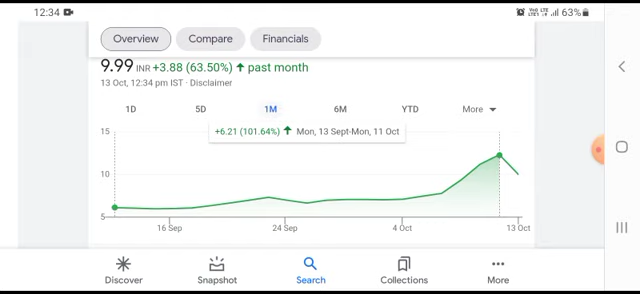 12:34 63%
Overview Compare Financials
9.99 INR +3.88 (63.50%) ↑ past month
13 Oct, 12:34 pm IST · Disclaimer
1D 5D 1M 6M YTD More
+6.21 (101.64%) ↑ Mon, 13 Sept-Mon, 11 Oct
15
10
5
16 Sep 24 Sep 4 Oct 13 Oct
Discover Snapshot Search Collections More